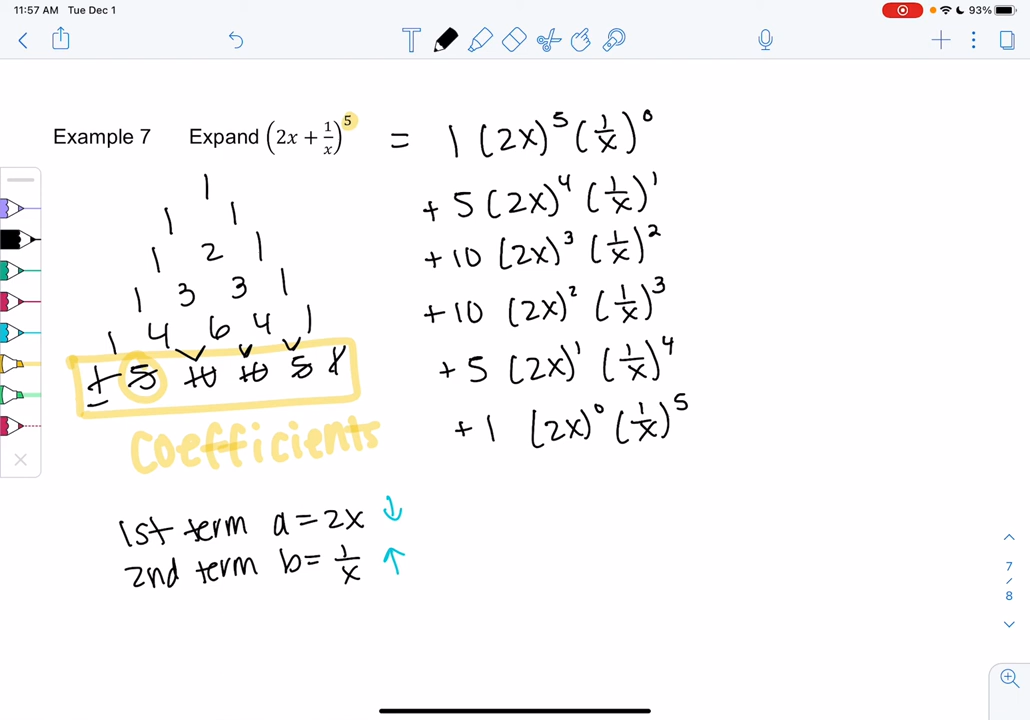 11:57 AM Tue Dec 1
93%
T
Example 7 Expand (2x + 1/x)^5 = 1 (2x)^5 (1/x)^0
+ 5 (2x)^4 (1/x)^1
+ 10 (2x)^3 (1/x)^2
+ 10 (2x)^2 (1/x)^3
+ 5 (2x)^1 (1/x)^4
+ 1 (2x)^0 (1/x)^5
1
1 1
1 2 1
1 3 3 1
1 4 6 4 1
1 5 10 10 5 1
coefficients
1st term a = 2x ↓
2nd term b = 1/x ↑
7
/
8